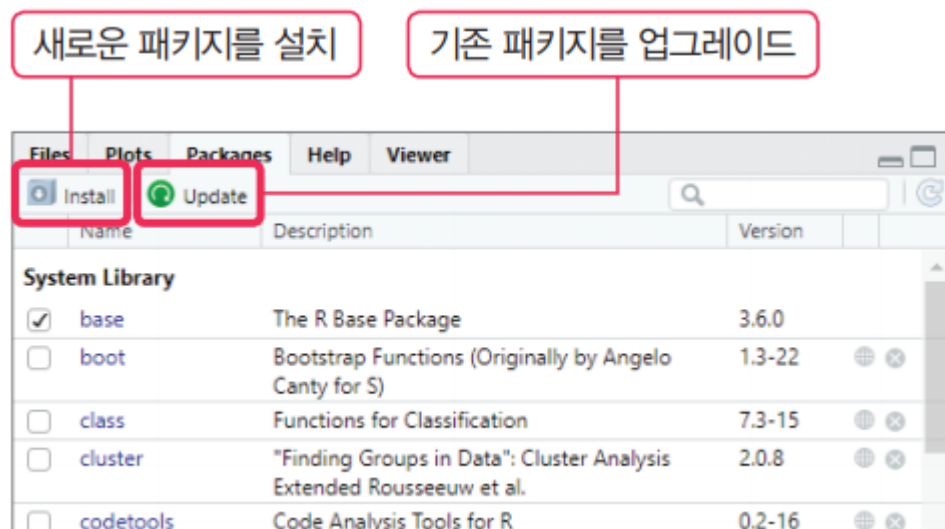 새로운 패키지를 설치
기존 패키지를 업그레이드
Files Plots Packages Help Viewer
Install Update
Name Description Version
System Library
base The R Base Package 3.6.0
boot Bootstrap Functions (Originally by Angelo
Canty for S) 1.3-22
class Functions for Classification 7.3-15
cluster "Finding Groups in Data": Cluster Analysis
Extended Rousseeuw et al. 2.0.8
codetools Code Analysis Tools for R 0.2-16